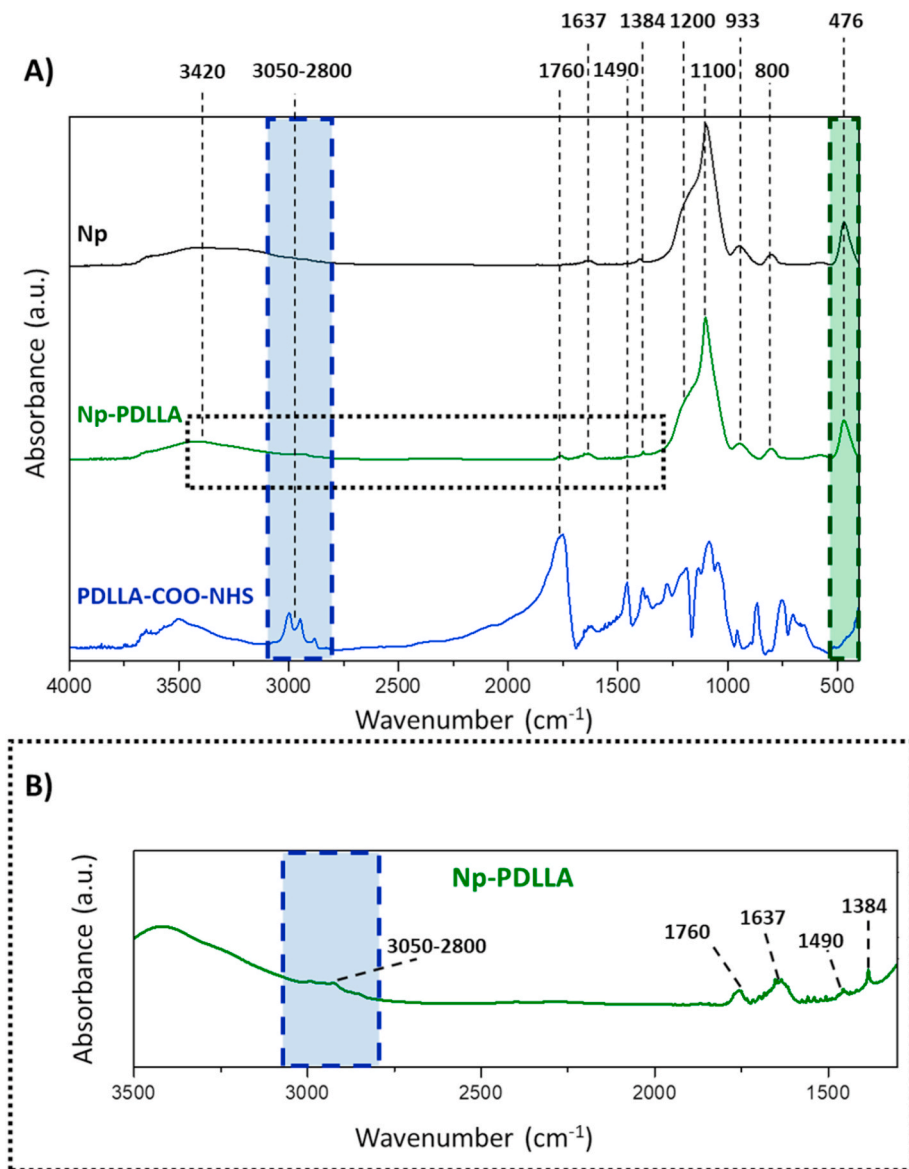 1637 1384 1200 933 476
A) 3420 3050-2800 1760 1490 1100 800
Np
Np-PDLLA
PDLLA-COO-NHS
Absorbance (a.u.)
4000 3500 3000 2500 2000 1500 1000 500
Wavenumber (cm⁻¹)
B)
Np-PDLLA
3050-2800 1760 1637 1490 1384
Absorbance (a.u.)
3500 3000 2500 2000 1500
Wavenumber (cm⁻¹)